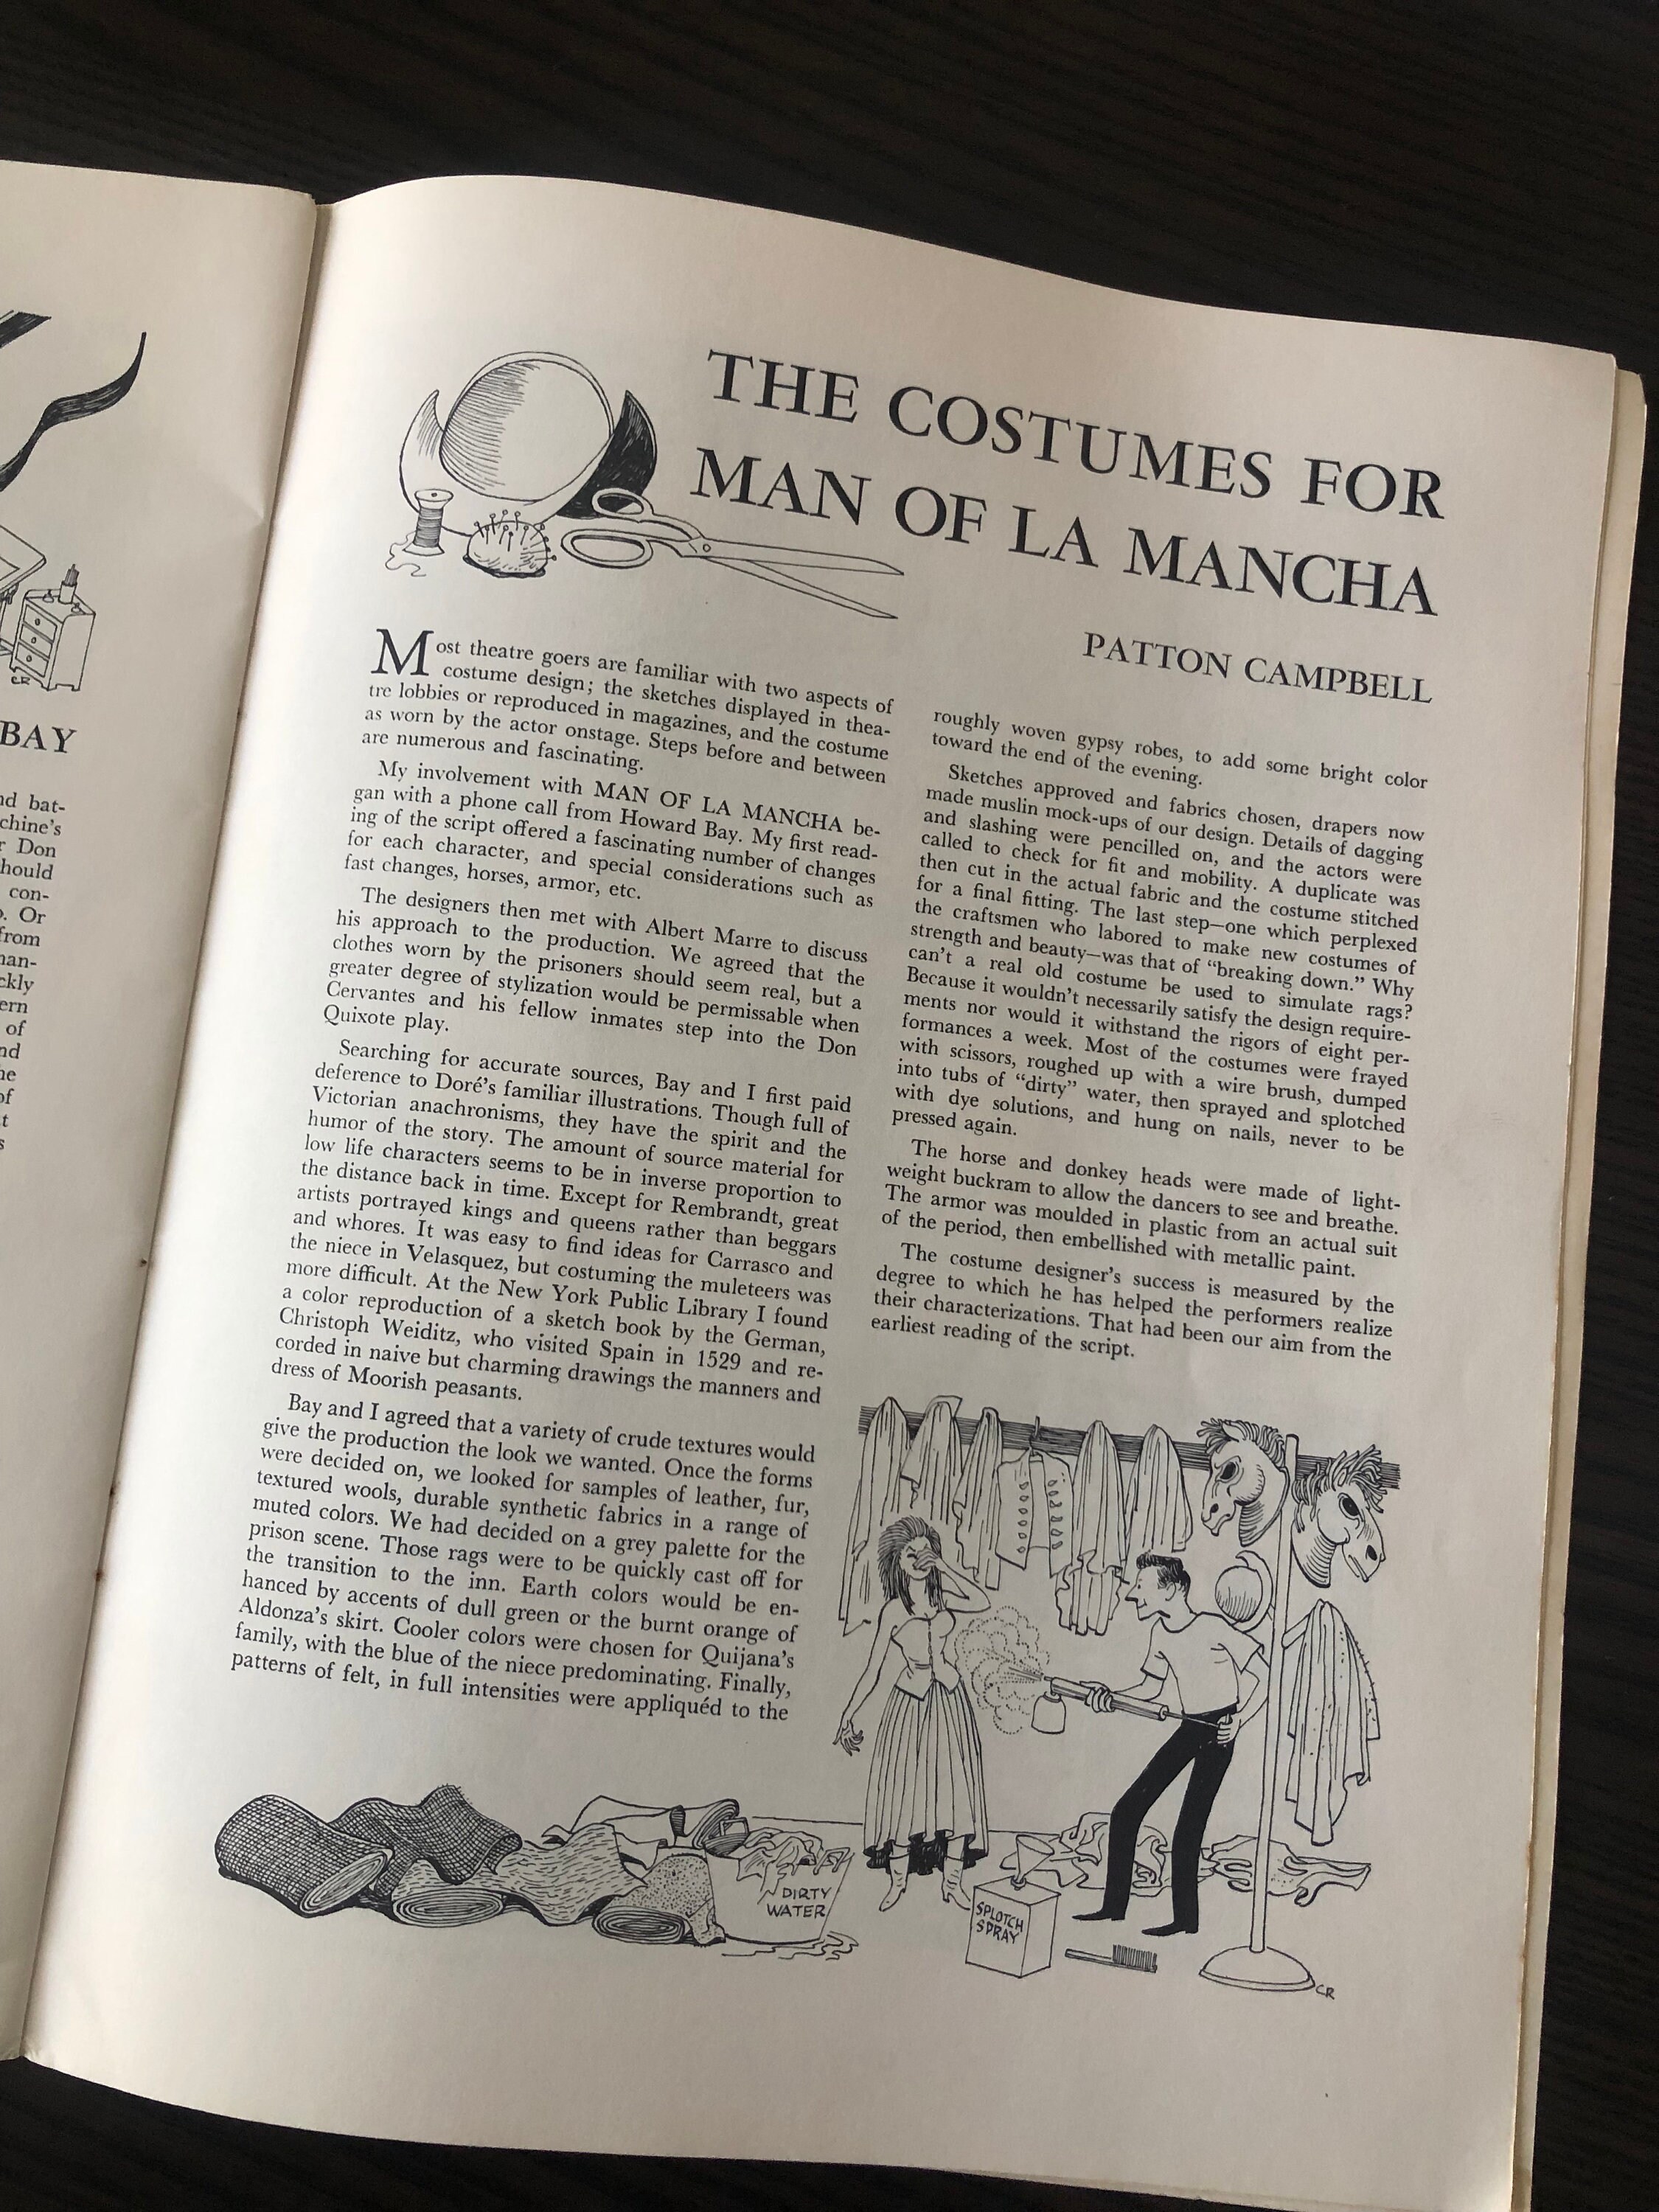 BAY
nd bat-
chine's
r Don
hould
con-
o. Or
from
nan-
ckly
ern
of
nd
he
of
t
s
CR
THE COSTUMES FOR
MAN OF LA MANCHA
PATTON CAMPBELL
Most theatre goers are familiar with two aspects of
costume design; the sketches displayed in thea-
tre lobbies or reproduced in magazines, and the costume
as worn by the actor onstage. Steps before and between
are numerous and fascinating.
My involvement with MAN OF LA MANCHA be-
gan with a phone call from Howard Bay. My first read-
ing of the script offered a fascinating number of changes
for each character, and special considerations such as
fast changes, horses, armor, etc.
The designers then met with Albert Marre to discuss
his approach to the production. We agreed that the
clothes worn by the prisoners should seem real, but a
greater degree of stylization would be permissable when
Cervantes and his fellow inmates step into the Don
Quixote play.
Searching for accurate sources, Bay and I first paid
deference to Doré's familiar illustrations. Though full of
Victorian anachronisms, they have the spirit and the
humor of the story. The amount of source material for
low life characters seems to be in inverse proportion to
the distance back in time. Except for Rembrandt, great
artists portrayed kings and queens rather than beggars
and whores. It was easy to find ideas for Carrasco and
the niece in Velasquez, but costuming the muleteers was
more difficult. At the New York Public Library I found
a color reproduction of a sketch book by the German,
Christoph Weiditz, who visited Spain in 1529 and re-
corded in naive but charming drawings the manners and
dress of Moorish peasants.
Bay and I agreed that a variety of crude textures would
give the production the look we wanted. Once the forms
were decided on, we looked for samples of leather, fur,
textured wools, durable synthetic fabrics in a range of
muted colors. We had decided on a grey palette for the
prison scene. Those rags were to be quickly cast off for
the transition to the inn. Earth colors would be en-
hanced by accents of dull green or the burnt orange of
Aldonza's skirt. Cooler colors were chosen for Quijana's
family, with the blue of the niece predominating. Finally,
patterns of felt, in full intensities were appliquéd to the
roughly woven gypsy robes, to add some bright color
toward the end of the evening.
Sketches approved and fabrics chosen, drapers now
made muslin mock-ups of our design. Details of dagging
and slashing were pencilled on, and the actors were
called to check for fit and mobility. A duplicate was
then cut in the actual fabric and the costume stitched
for a final fitting. The last step—one which perplexed
the craftsmen who labored to make new costumes of
strength and beauty—was that of "breaking down." Why
can't a real old costume be used to simulate rags?
Because it wouldn't necessarily satisfy the design require-
ments nor would it withstand the rigors of eight per-
formances a week. Most of the costumes were frayed
with scissors, roughed up with a wire brush, dumped
into tubs of "dirty" water, then sprayed and splotched
with dye solutions, and hung on nails, never to be
pressed again.
The horse and donkey heads were made of light-
weight buckram to allow the dancers to see and breathe.
The armor was moulded in plastic from an actual suit
of the period, then embellished with metallic paint.
The costume designer's success is measured by the
degree to which he has helped the performers realize
their characterizations. That had been our aim from the
earliest reading of the script.
DIRTY
WATER
SPLOTCH
SPRAY
CR